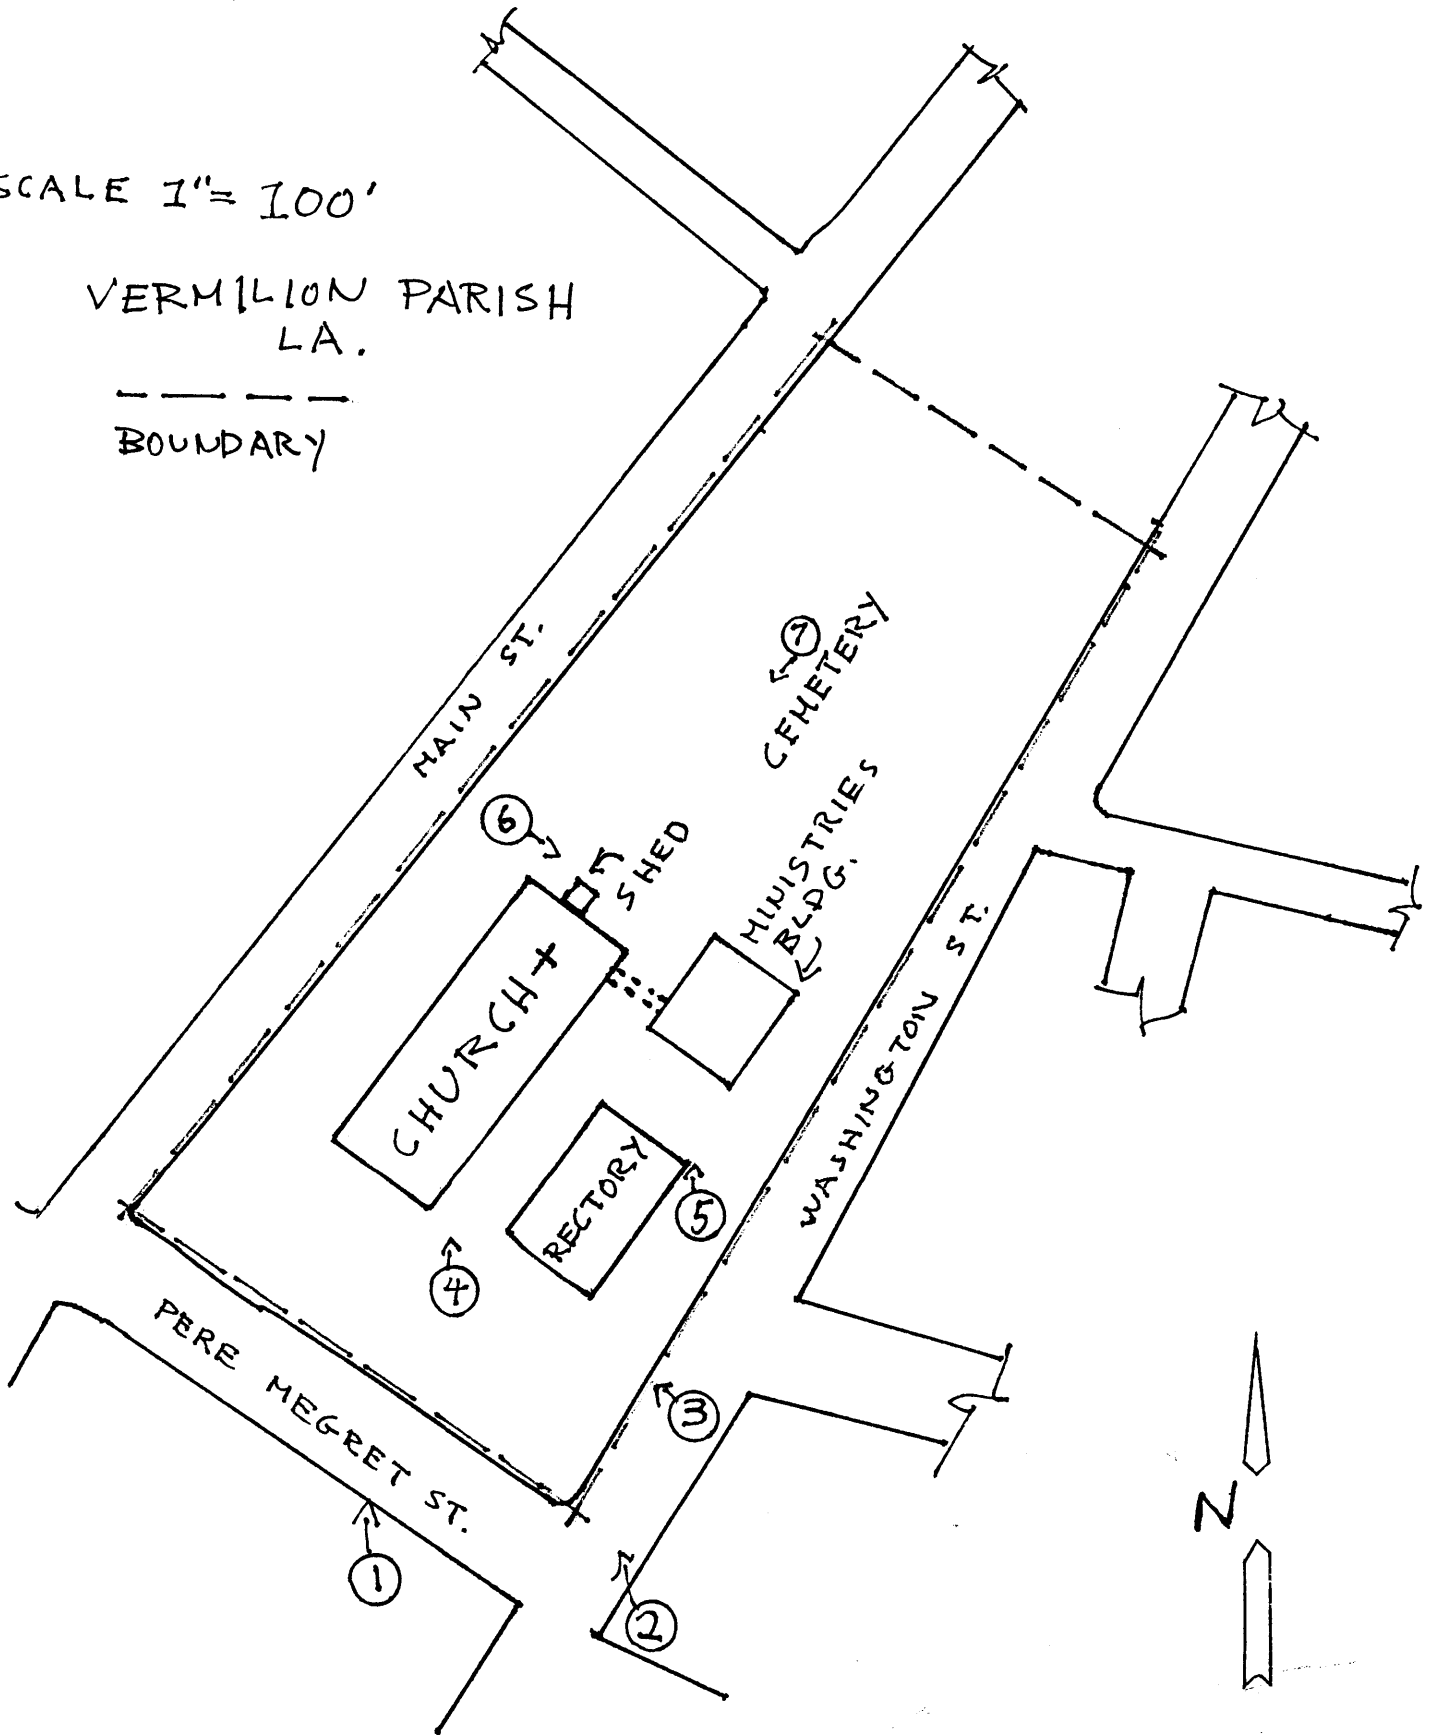 SCALE 1"= 100'
VERMILION PARISH
LA.
BOUNDARY
MAIN ST.
7
CEMETERY
6
SHED
MINISTRIES
BLDG.
CHURCH +
WASHINGTON ST.
RECTORY
5
4
PERE MEGRET ST.
3
N
1
2